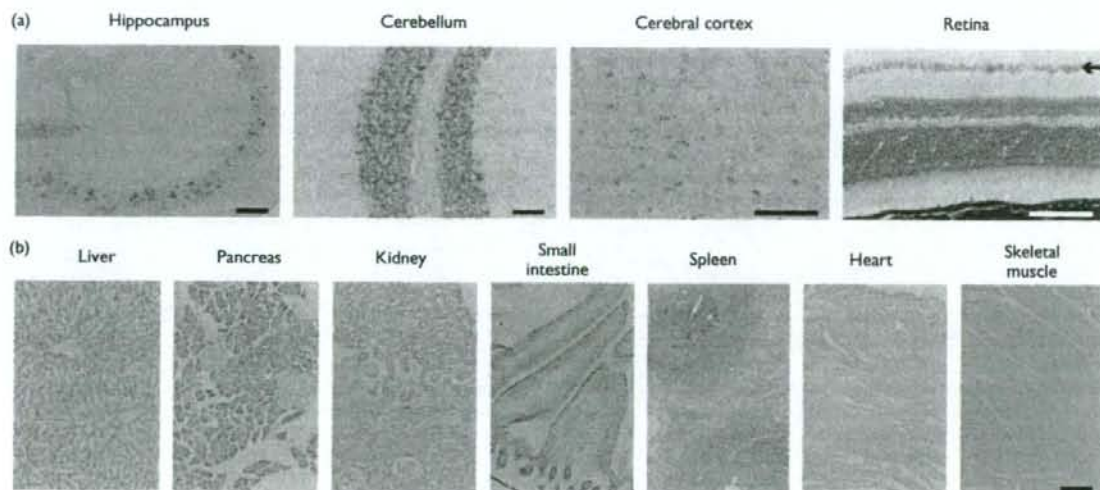 (a)
Hippocampus
Cerebellum
Cerebral cortex
Retina
(b)
Liver
Pancreas
Kidney
Small
intestine
Spleen
Heart
Skeletal
muscle